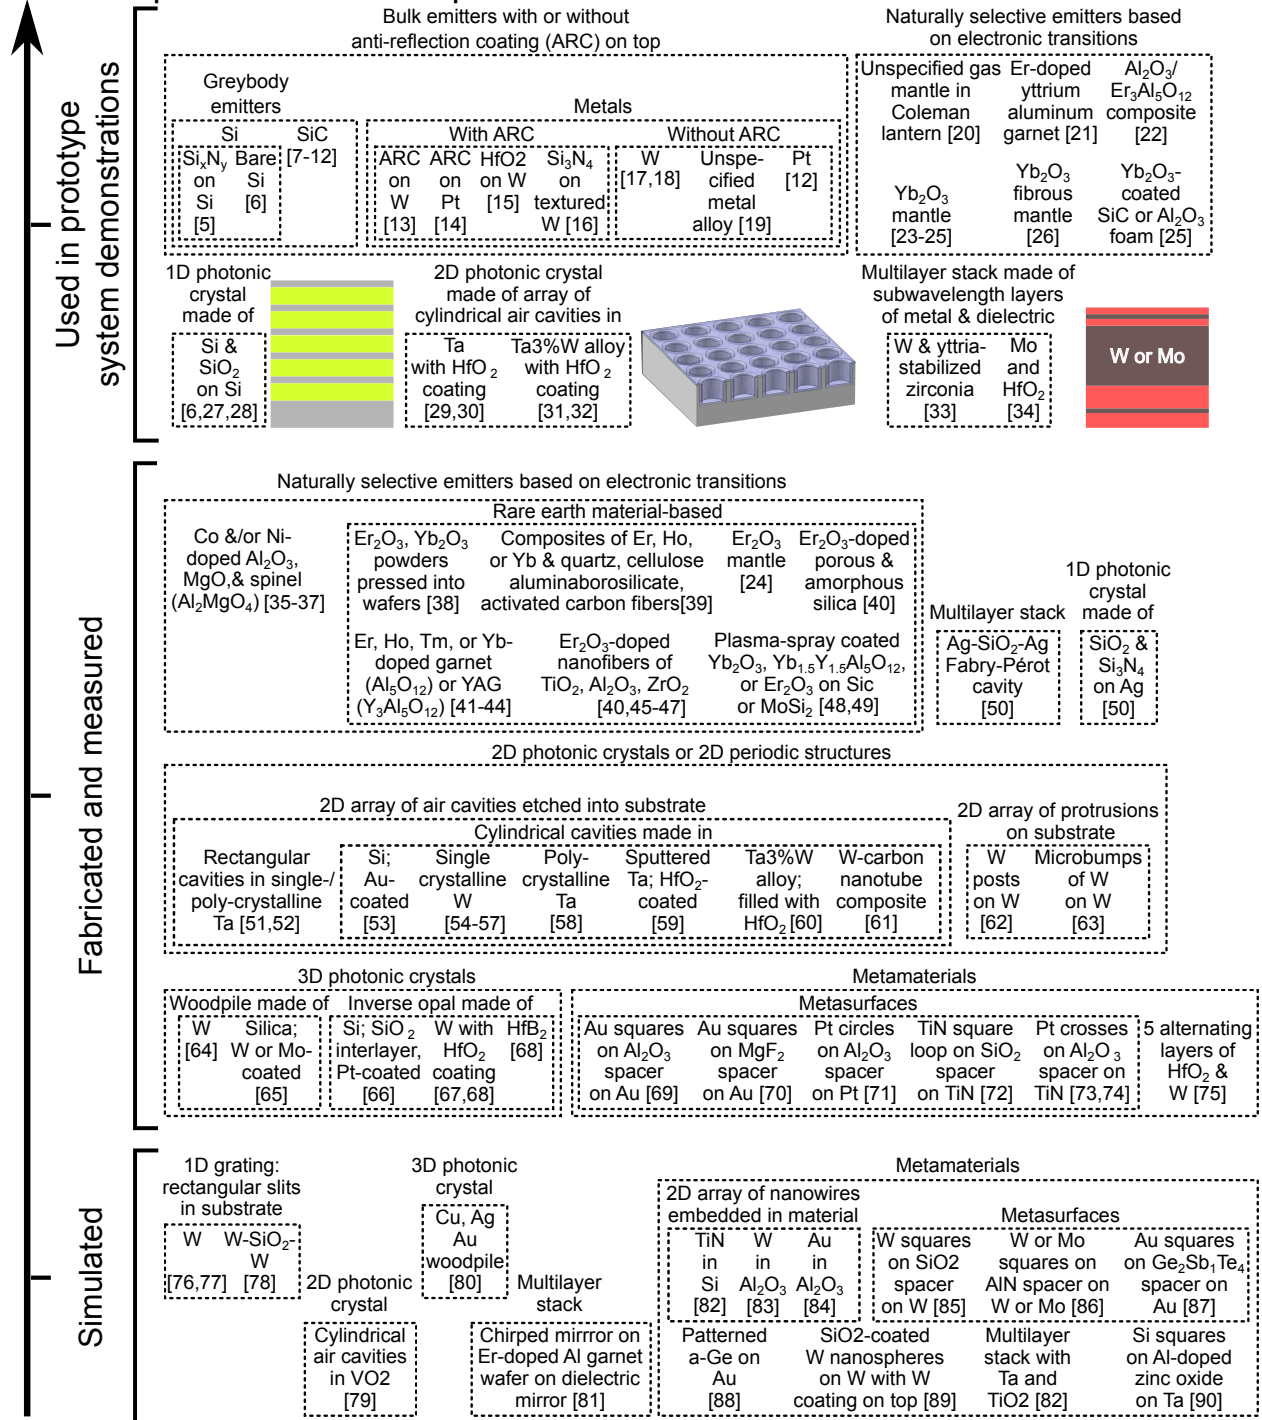 Bulk emitters with or without
anti-reflection coating (ARC) on top
Greybody
emitters
Si
SixNy
on
Si
[5]
Bare
Si
[6]
SiC
[7-12]
Metals
With ARC
ARC
on
W
[13]
ARC
on
Pt
[14]
HfO2
on W
[15]
Si₃N₄
on
textured
W [16]
Without ARC
W
[17,18]
Unspe-
cified
metal
alloy [19]
Pt
[12]
Naturally selective emitters based
on electronic transitions
Unspecified gas
mantle in
Coleman
lantern [20]
Er-doped
yttrium
aluminum
garnet [21]
Al₂O₃/
Er₃Al₅O₁₂
composite
[22]
Yb₂O₃
mantle
[23-25]
Yb₂O₃
fibrous
mantle
[26]
Yb₂O₃-
coated
SiC or Al₂O₃
foam [25]
Used in prototype
system demonstrations
1D photonic
crystal
made of
Si &
SiO₂
on Si
[6,27,28]
2D photonic crystal
made of array of
cylindrical air cavities in
Ta
with HfO₂
coating
[29,30]
Ta3%W alloy
with HfO₂
coating
[31,32]
Multilayer stack made of
subwavelength layers
of metal & dielectric
W & yttria-
stabilized
zirconia
[33]
Mo
and
HfO₂
[34]
W or Mo
Fabricated and measured
Naturally selective emitters based on electronic transitions
Co &/or Ni-
doped Al₂O₃,
MgO,& spinel
(Al₂MgO₄) [35-37]
Rare earth material-based
Er₂O₃, Yb₂O₃
powders
pressed into
wafers [38]
Composites of Er, Ho,
or Yb & quartz, cellulose
aluminaborosilicate,
activated carbon fibers[39]
Er₂O₃
mantle
[24]
Er₂O₃-doped
porous &
amorphous
silica [40]
Er, Ho, Tm, or Yb-
doped garnet
(Al₅O₁₂) or YAG
(Y₃Al₅O₁₂) [41-44]
Er₂O₃-doped
nanofibers of
TiO₂, Al₂O₃, ZrO₂
[40,45-47]
Plasma-spray coated
Yb₂O₃, Yb₁.₅Y₁.₅Al₅O₁₂,
or Er₂O₃ on Sic
or MoSi₂ [48,49]
Multilayer stack
Ag-SiO₂-Ag
Fabry-Pérot
cavity
[50]
1D photonic
crystal
made of
SiO₂ &
Si₃N₄
on Ag
[50]
2D photonic crystals or 2D periodic structures
2D array of air cavities etched into substrate
Rectangular
cavities in single-/
poly-crystalline
Ta [51,52]
Cylindrical cavities made in
Si;
Au-
coated
[53]
Single
crystalline
W
[54-57]
Poly-
crystalline
Ta
[58]
Sputtered
Ta; HfO₂-
coated
[59]
Ta3%W
alloy;
filled with
HfO₂ [60]
W-carbon
nanotube
composite
[61]
2D array of protrusions
on substrate
W
posts
on W
[62]
Microbumps
of W
on W
[63]
3D photonic crystals
Woodpile made of
W
[64]
Silica;
W or Mo-
coated
[65]
Inverse opal made of
Si; SiO₂
interlayer,
Pt-coated
[66]
W with
HfO₂
coating
[67,68]
HfB₂
[68]
Metamaterials
Metasurfaces
Au squares
on Al₂O₃
spacer
on Au [69]
Au squares
on MgF₂
spacer
on Au [70]
Pt circles
on Al₂O₃
spacer
on Pt [71]
TiN square
loop on SiO₂
spacer
on TiN [72]
Pt crosses
on Al₂O₃
spacer on
TiN [73,74]
5 alternating
layers of
HfO₂ &
W [75]
Simulated
1D grating:
rectangular slits
in substrate
W
[76,77]
W-SiO₂-
W
[78]
2D photonic
crystal
Cylindrical
air cavities
in VO2
[79]
3D photonic
crystal
Cu, Ag
Au
woodpile
[80]
Multilayer
stack
Chirped mirrror on
Er-doped Al garnet
wafer on dielectric
mirror [81]
Metamaterials
2D array of nanowires
embedded in material
TiN
in
Si
[82]
W
in
Al₂O₃
[83]
Au
in
Al₂O₃
[84]
Metasurfaces
W squares
on SiO2
spacer
on W [85]
W or Mo
squares on
AlN spacer on
W or Mo [86]
Au squares
on Ge₂Sb₁Te₄
spacer on
Au [87]
Patterned
a-Ge on
Au
[88]
SiO2-coated
W nanospheres
on W with W
coating on top [89]
Multilayer
stack with
Ta and
TiO2 [82]
Si squares
on Al-doped
zinc oxide
on Ta [90]